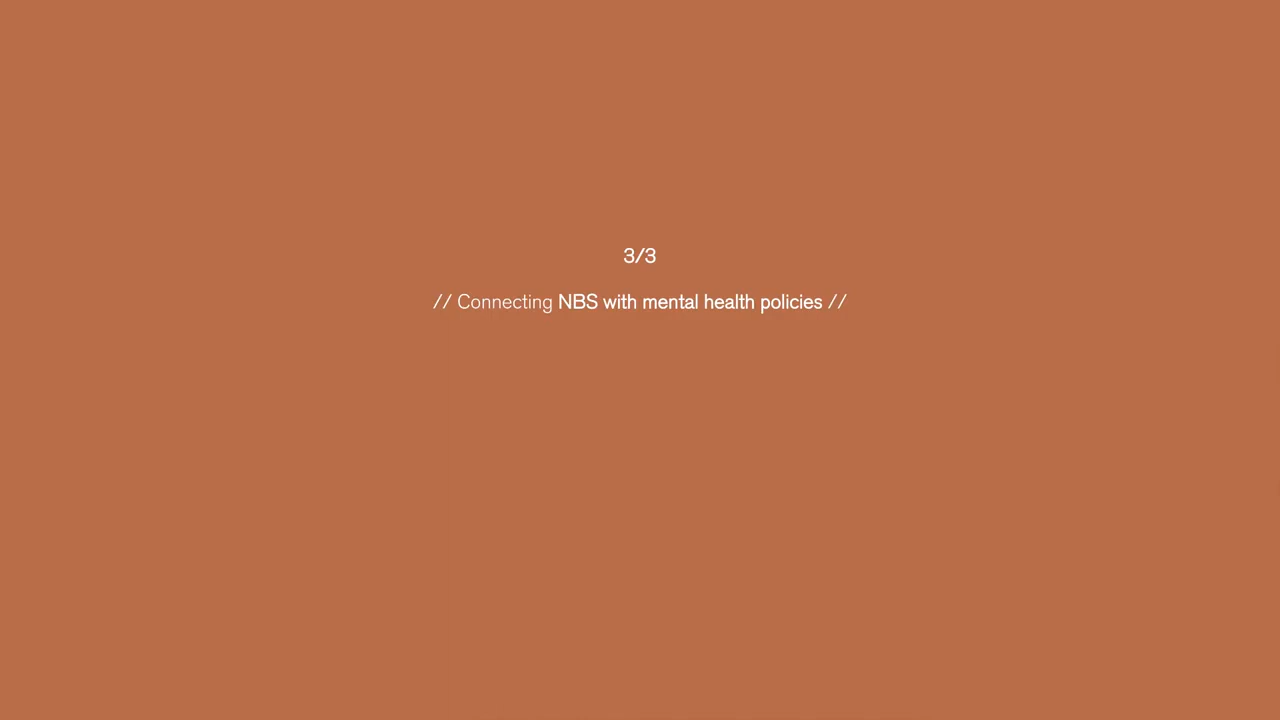 3/3
// Connecting NBS with mental health policies //